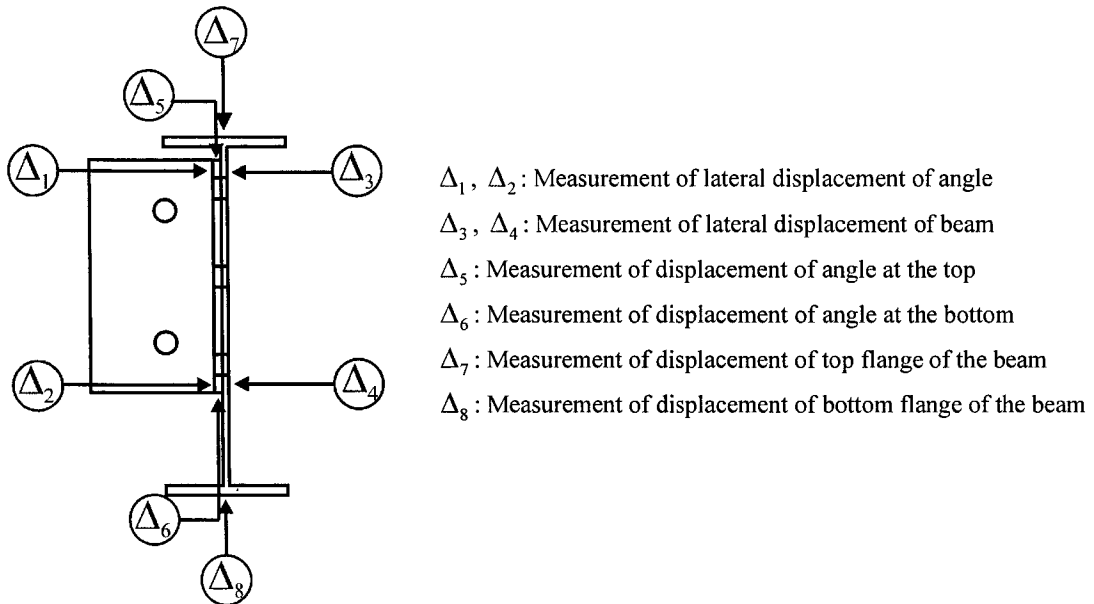 Δ₇
Δ₅
Δ₁
Δ₃
Δ₂
Δ₄
Δ₆
Δ₈
Δ₁ , Δ₂ : Measurement of lateral displacement of angle
Δ₃ , Δ₄ : Measurement of lateral displacement of beam
Δ₅ : Measurement of displacement of angle at the top
Δ₆ : Measurement of displacement of angle at the bottom
Δ₇ : Measurement of displacement of top flange of the beam
Δ₈ : Measurement of displacement of bottom flange of the beam